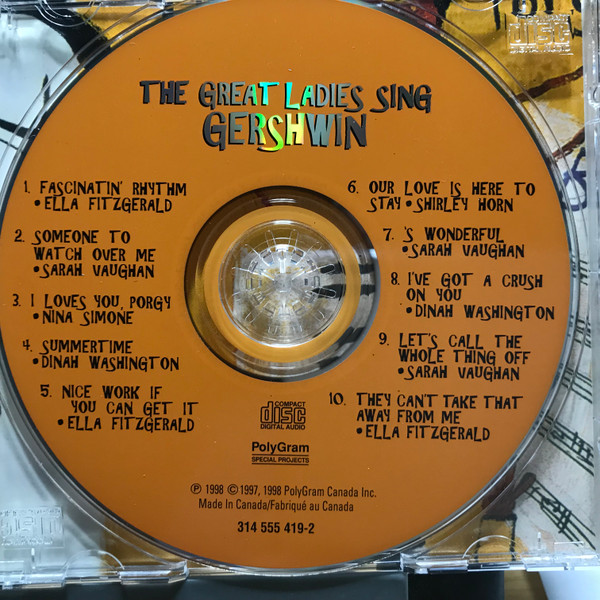 THE GREAT LADIES SING
GERSHWIN
1. FASCINATIN' RHYTHM
• ELLA FITZGERALD
2. SOMEONE TO
WATCH OVER ME
• SARAH VAUGHAN
3. I LOVES YOU, PORGY
• NINA SIMONE
4. SUMMERTIME
• DINAH WASHINGTON
5. NICE WORK IF
YOU CAN GET IT
• ELLA FITZGERALD
6. OUR LOVE IS HERE TO
STAY • SHIRLEY HORN
7. 'S WONDERFUL
• SARAH VAUGHAN
8. I'VE GOT A CRUSH
ON YOU
• DINAH WASHINGTON
9. LET'S CALL THE
WHOLE THING OFF
• SARAH VAUGHAN
10. THEY CAN'T TAKE THAT
AWAY FROM ME
• ELLA FITZGERALD
COMPACT
disc
DIGITAL AUDIO
PolyGram
SPECIAL PROJECTS
℗ 1998 © 1997, 1998 PolyGram Canada Inc.
Made in Canada/Fabriqué au Canada
314 555 419-2
COMPACT
disc
DIGITAL AUDIO